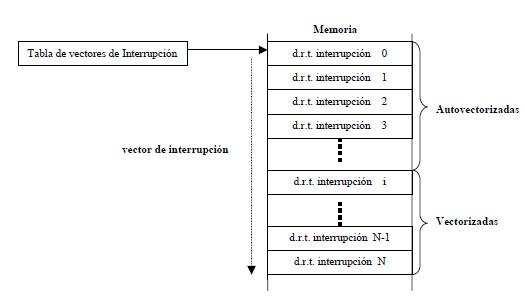 Memoria
Tabla de vectores de Interrupción
d.r.t. interrupción 0
d.r.t. interrupción 1
d.r.t. interrupción 2
d.r.t. interrupción 3
Autovectorizadas
vector de interrupción
d.r.t. interrupción i
Vectorizadas
d.r.t. interrupción N-1
d.r.t. interrupción N